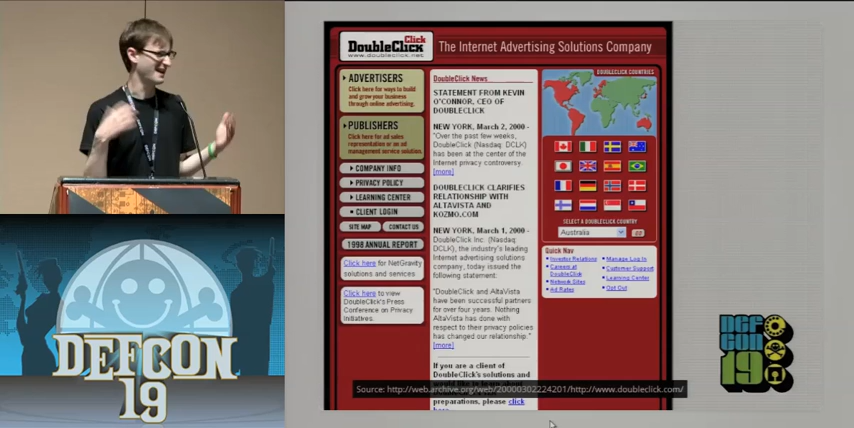 DoubleClick
Click
www.doubleclick.net
The Internet Advertising Solutions Company
ADVERTISERS
Click here for ways to build
and grow your business
through online advertising.
PUBLISHERS
Click here for ad sales
representation or an ad
management service solution.
COMPANY INFO
PRIVACY POLICY
LEARNING CENTER
CLIENT LOGIN
SITE MAP
CONTACT US
1998 ANNUAL REPORT
Click here for NetGravity
solutions and services
Click here to view
DoubleClick's Press
Conference on Privacy
Initiatives.
DoubleClick News
STATEMENT FROM KEVIN
O'CONNOR, CEO OF
DOUBLECLICK
NEW YORK, March 2, 2000 -
"Over the past few weeks,
DoubleClick (Nasdaq: DCLK)
has been at the center of the
Internet privacy controversy.
[more]
DOUBLECLICK CLARIFIES
RELATIONSHIP WITH
ALTAVISTA AND
KOZMO.COM
NEW YORK, March 1, 2000 -
DoubleClick Inc. (Nasdaq:
DCLK), the industry's leading
Internet advertising solutions
company, today issued the
following statement:
"DoubleClick and AltaVista
have been successful partners
for over four years. Nothing
AltaVista has done with
respect to their privacy policies
has changed our relationship."
[more]
If you are a client of
DoubleClick's solutions and
preparations, please click
DOUBLECLICK COUNTRIES
SELECT A DOUBLECLICK COUNTRY
Australia
Quick Nav
Investor Relations
Careers at
DoubleClick
Network Sites
Ad Rates
Manage Log In
Customer Support
Learning Center
Opt Out
Source: http://web.archive.org/web/20000302224201/http://www.doubleclick.com/
DEFCON
19
DEF
CON
19